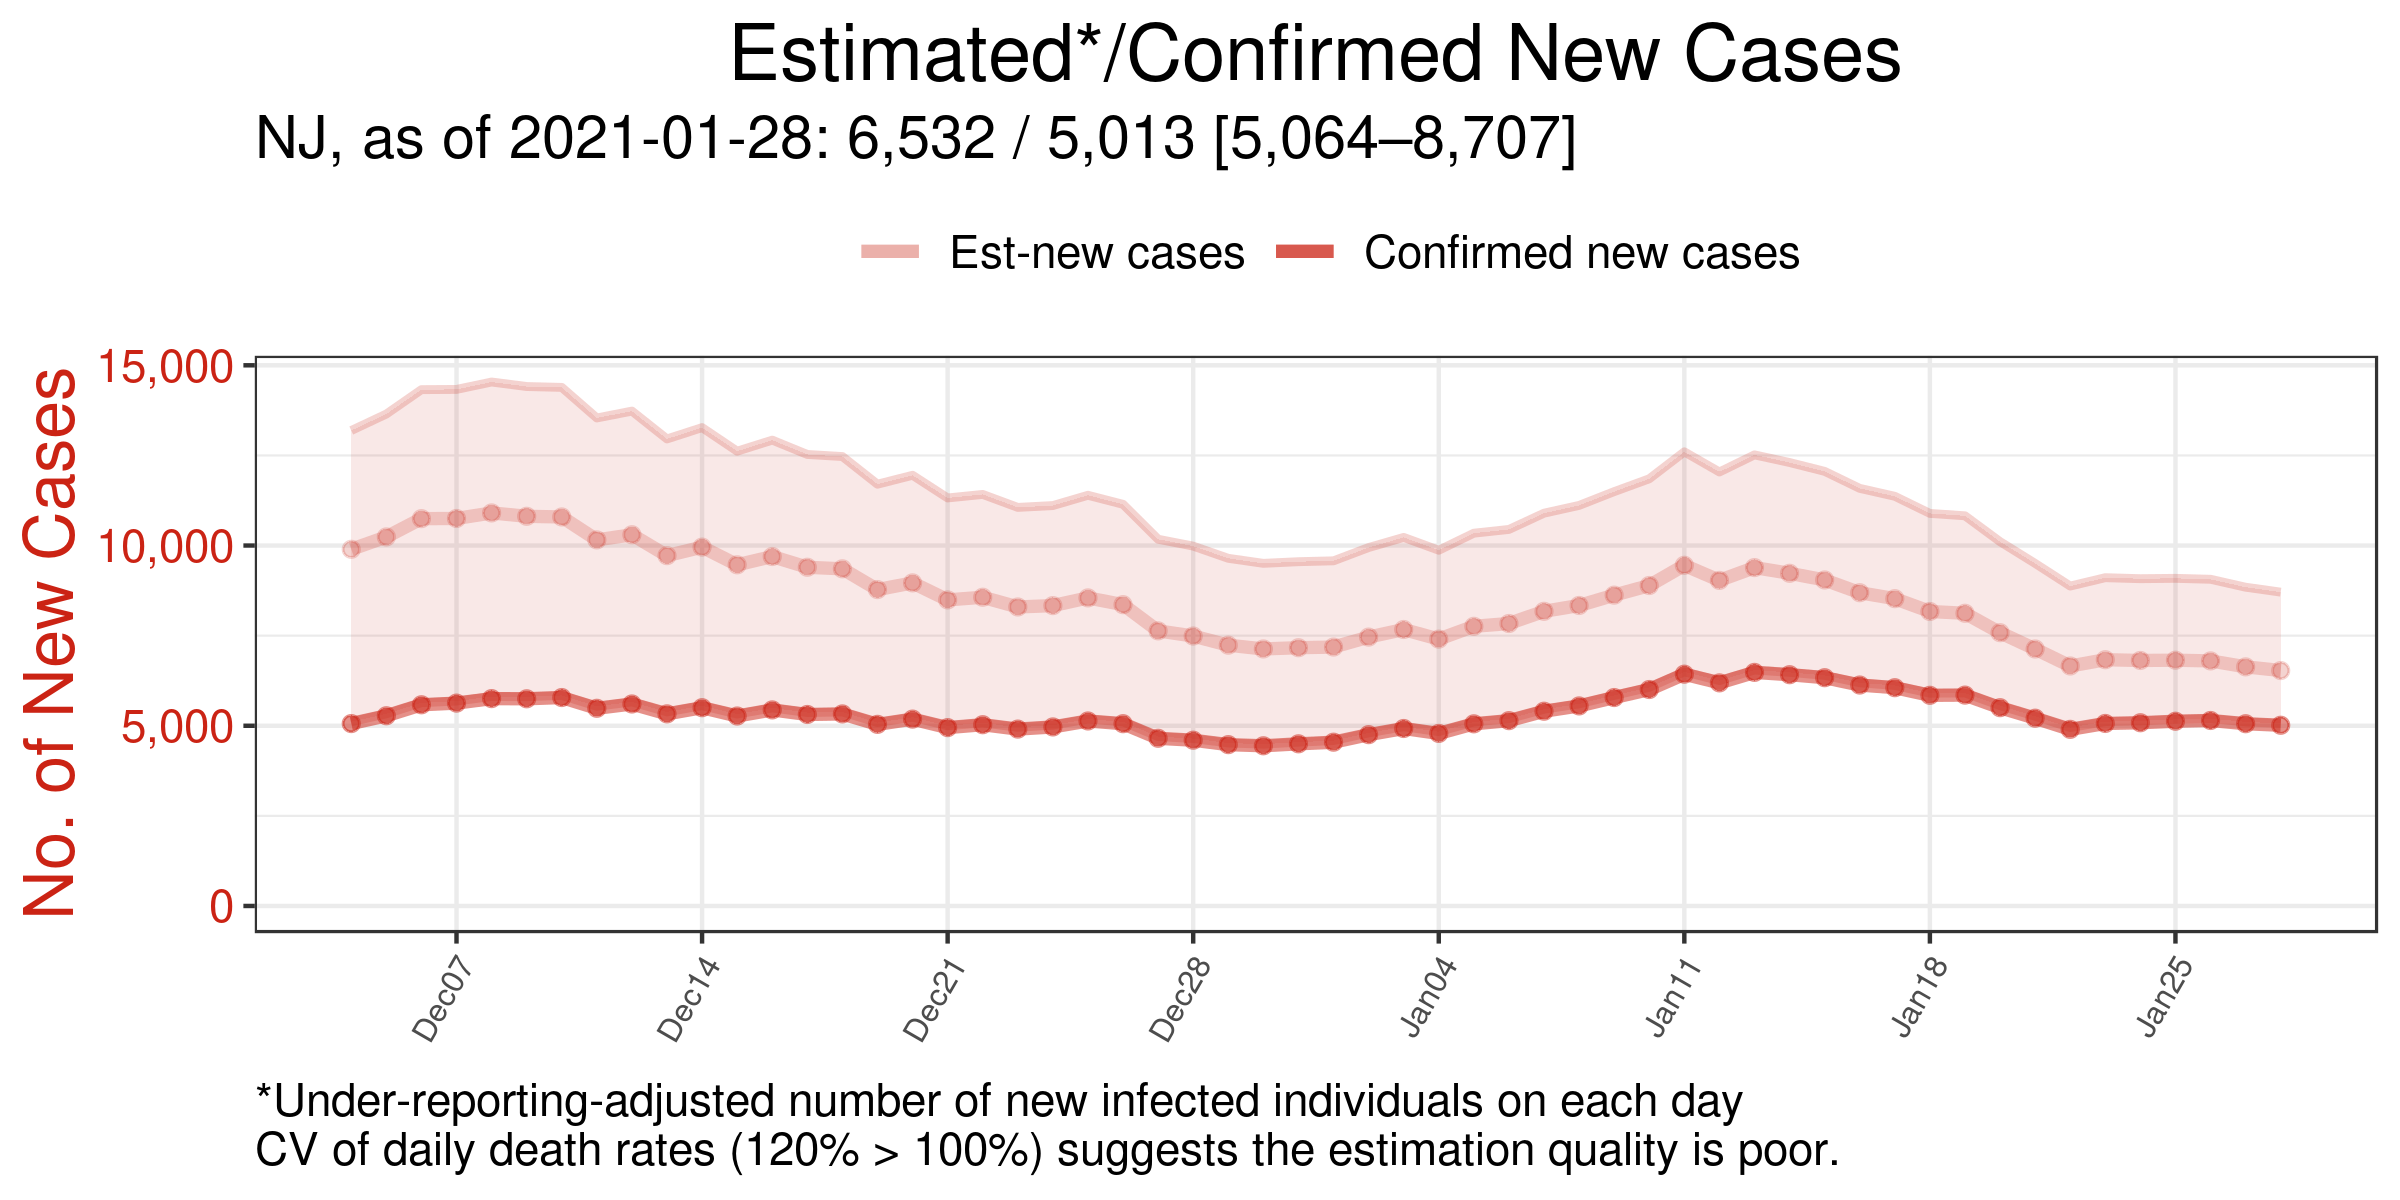 Estimated*/Confirmed New Cases
NJ, as of 2021-01-28: 6,532 / 5,013 [5,064–8,707]
Est-new cases
Confirmed new cases
No. of New Cases
15,000
10,000
5,000
0
Dec07
Dec14
Dec21
Dec28
Jan04
Jan11
Jan18
Jan25
*Under-reporting-adjusted number of new infected individuals on each day
CV of daily death rates (120% > 100%) suggests the estimation quality is poor.